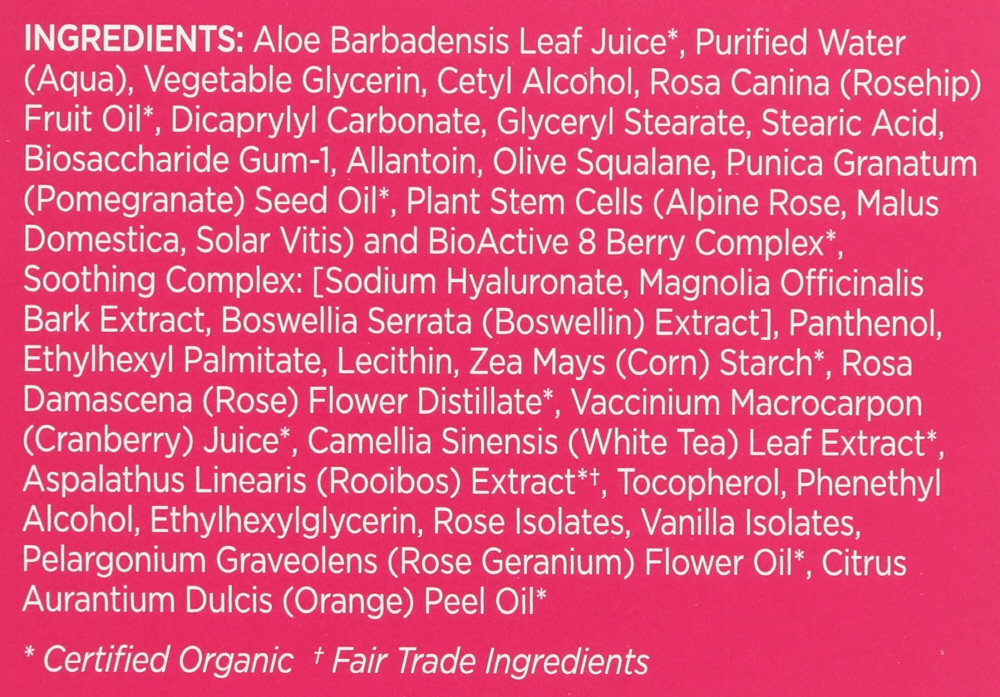 INGREDIENTS: Aloe Barbadensis Leaf Juice*, Purified Water
(Aqua), Vegetable Glycerin, Cetyl Alcohol, Rosa Canina (Rosehip)
Fruit Oil*, Dicaprylyl Carbonate, Glyceryl Stearate, Stearic Acid,
Biosaccharide Gum-1, Allantoin, Olive Squalane, Punica Granatum
(Pomegranate) Seed Oil*, Plant Stem Cells (Alpine Rose, Malus
Domestica, Solar Vitis) and BioActive 8 Berry Complex*,
Soothing Complex: [Sodium Hyaluronate, Magnolia Officinalis
Bark Extract, Boswellia Serrata (Boswellin) Extract], Panthenol,
Ethylhexyl Palmitate, Lecithin, Zea Mays (Corn) Starch*, Rosa
Damascena (Rose) Flower Distillate*, Vaccinium Macrocarpon
(Cranberry) Juice*, Camellia Sinensis (White Tea) Leaf Extract*,
Aspalathus Linearis (Rooibos) Extract*†, Tocopherol, Phenethyl
Alcohol, Ethylhexylglycerin, Rose Isolates, Vanilla Isolates,
Pelargonium Graveolens (Rose Geranium) Flower Oil*, Citrus
Aurantium Dulcis (Orange) Peel Oil*
* Certified Organic † Fair Trade Ingredients